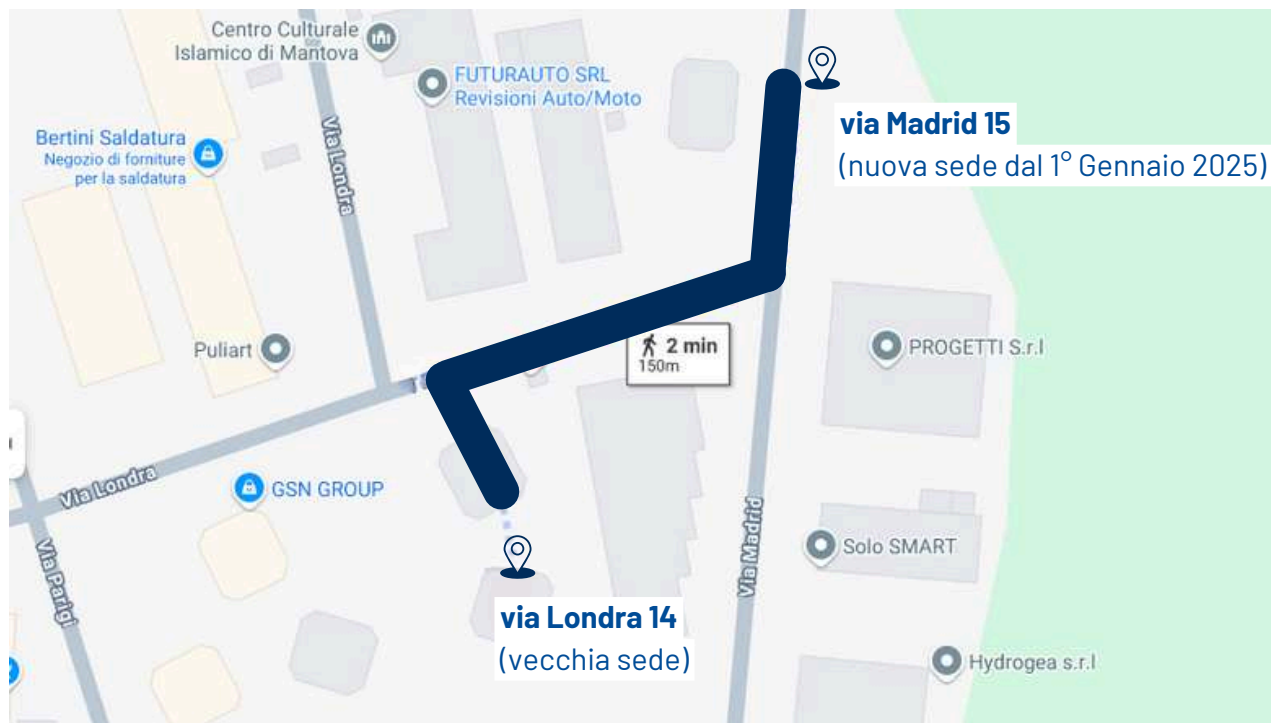 Centro Culturale
Islamico di Mantova
FUTURAUTO SRL
Revisioni Auto/Moto
via Madrid 15
(nuova sede dal 1° Gennaio 2025)
Bertini Saldatura
Negozio di forniture
per la saldatura
Via Londra
Puliart
2 min
150m
PROGETTI S.r.l
Via Londra
GSN GROUP
Via Madrid
Solo SMART
Via Parigi
via Londra 14
(vecchia sede)
Hydrogea s.r.l